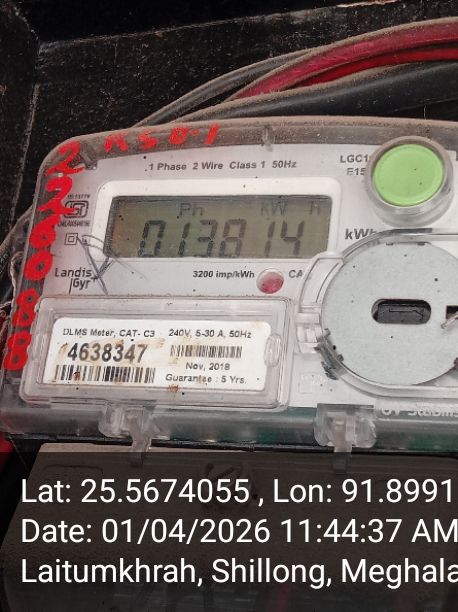 1 Phase 2 Wire Class 1 50Hz
Ph kW h
013814
kWh
Landis
Gyr
3200 imp/kWh
DLMS Meter, CAT- C3 240V, 5-30 A, 50Hz
4638347
Nov, 2018
Guarantee : 5 Yrs.
Lat: 25.5674055 , Lon: 91.8991
Date: 01/04/2026 11:44:37 AM
Laitumkhrah, Shillong, Meghala